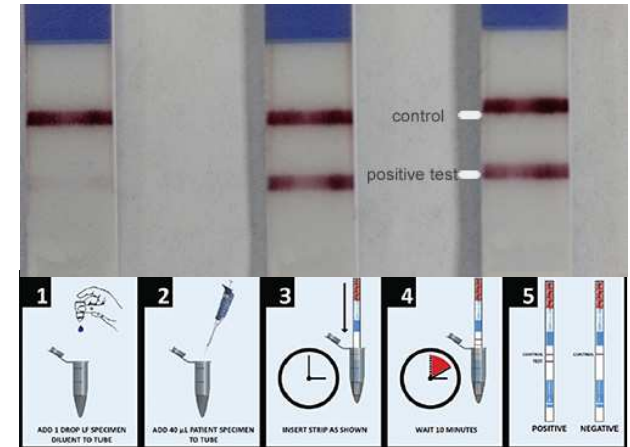 control
positive test
1
2
3
4
5
ADD 1 DROP LF SPECIMEN
DILUENT TO TUBE
ADD 40 µL PATIENT SPECIMEN
TO TUBE
INSERT STRIP AS SHOWN
WAIT 10 MINUTES
CONTROL
TEST
CONTROL
POSITIVE
NEGATIVE